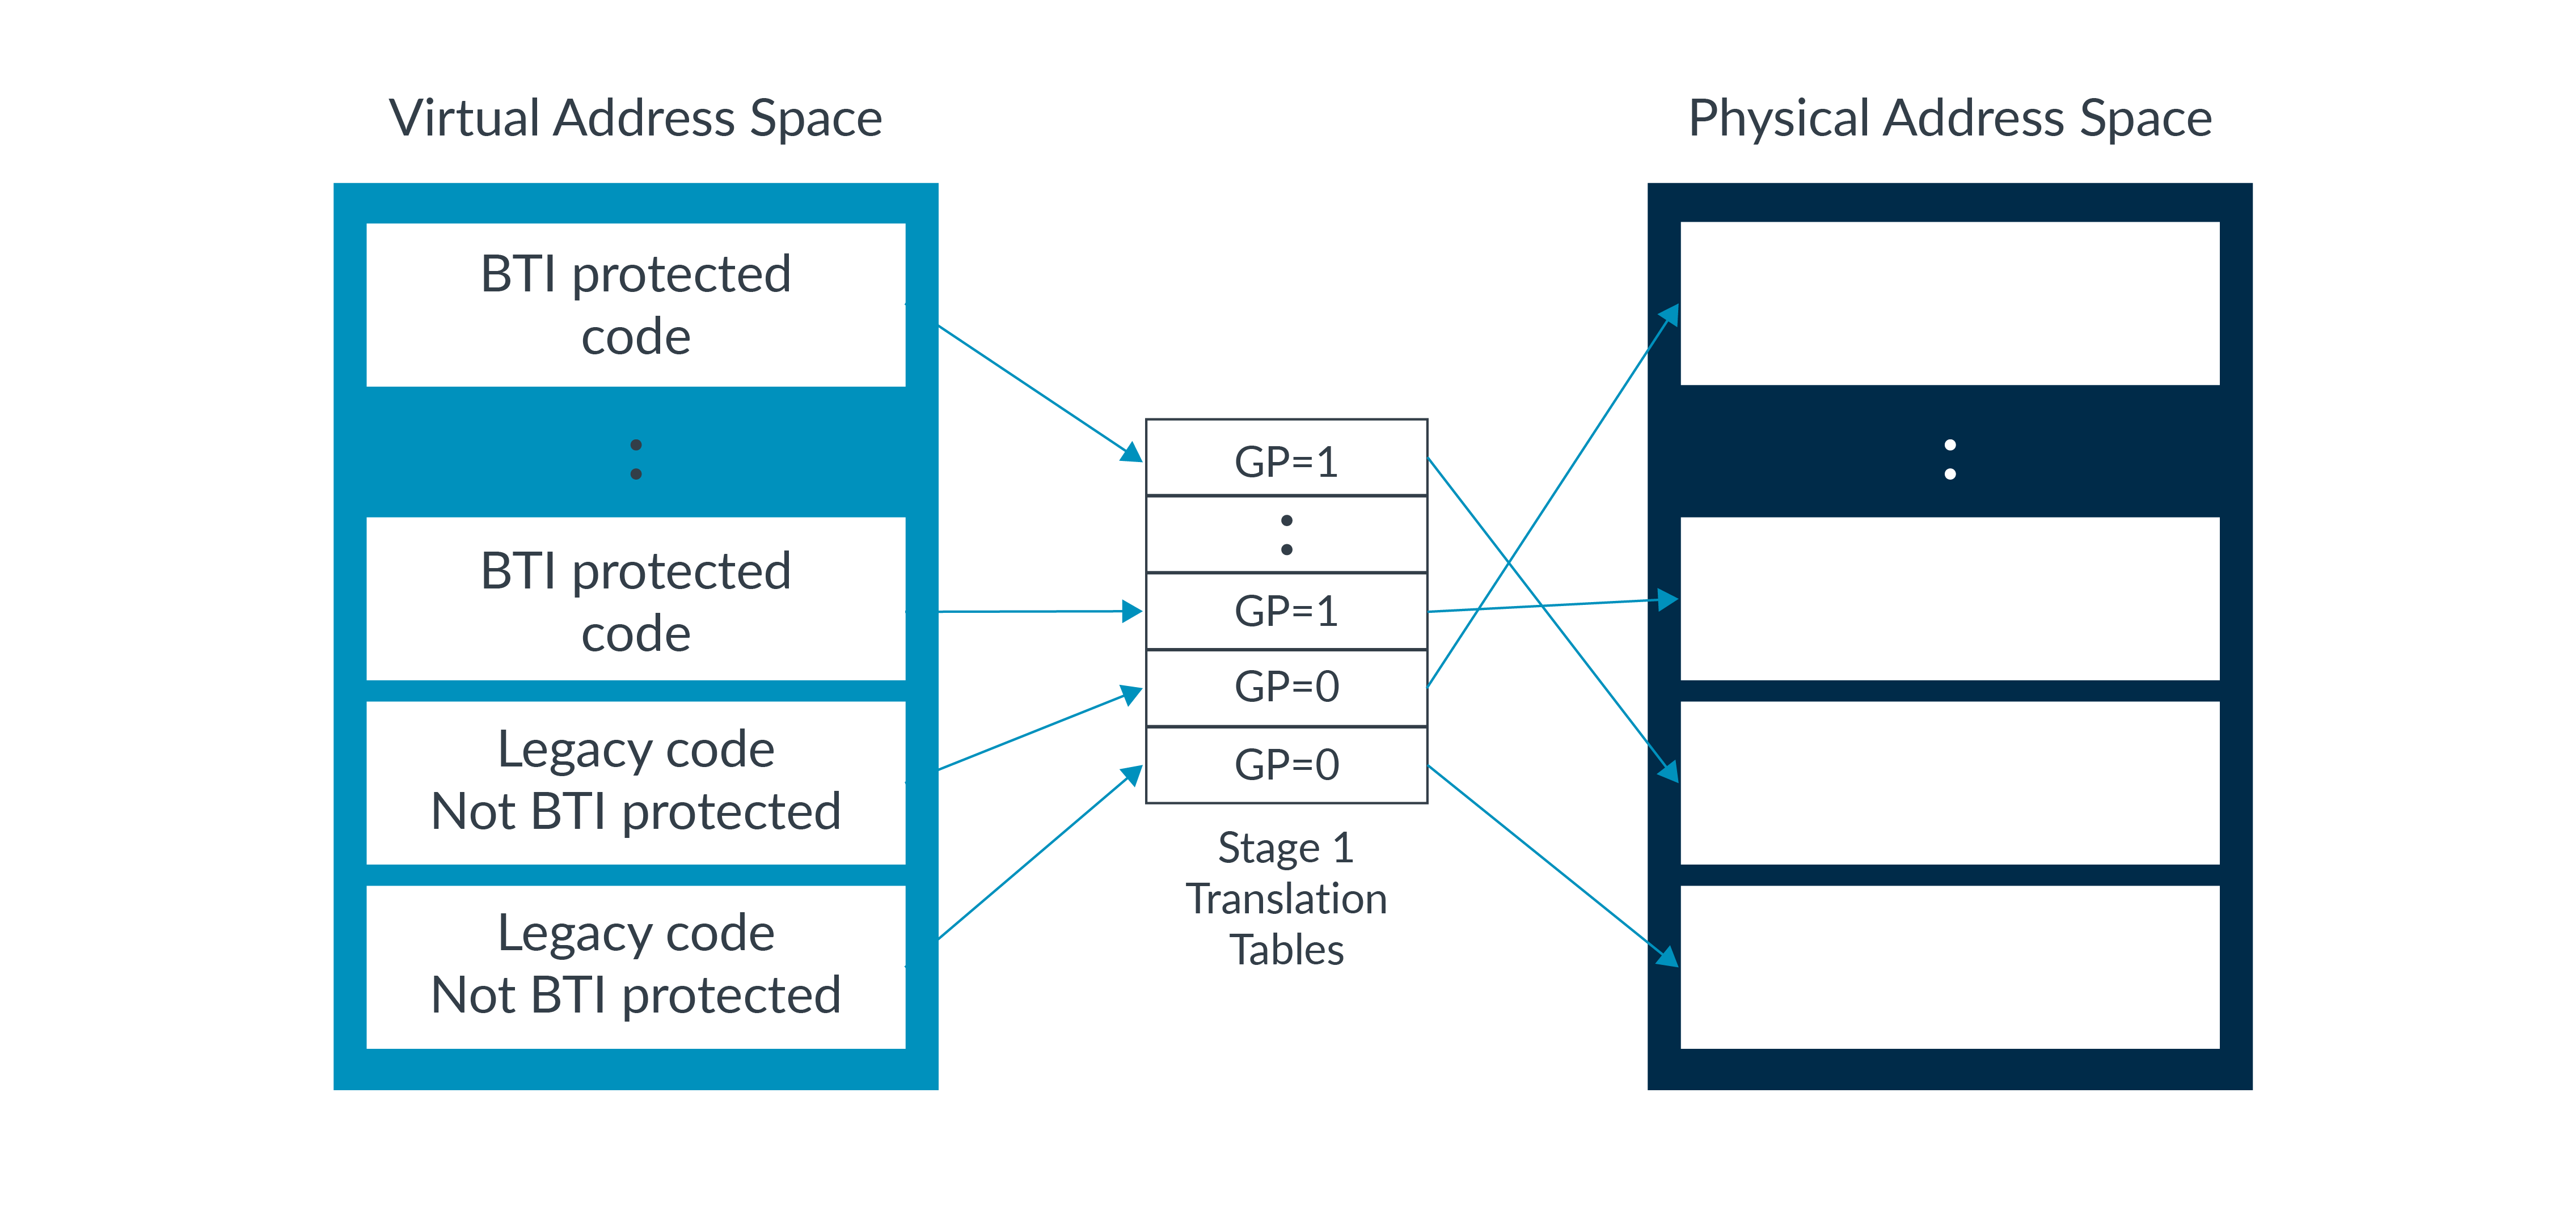 Virtual Address Space
Physical Address Space
BTI protected
code
:
BTI protected
code
Legacy code
Not BTI protected
Legacy code
Not BTI protected
GP=1
:
GP=1
GP=0
GP=0
Stage 1
Translation
Tables
: